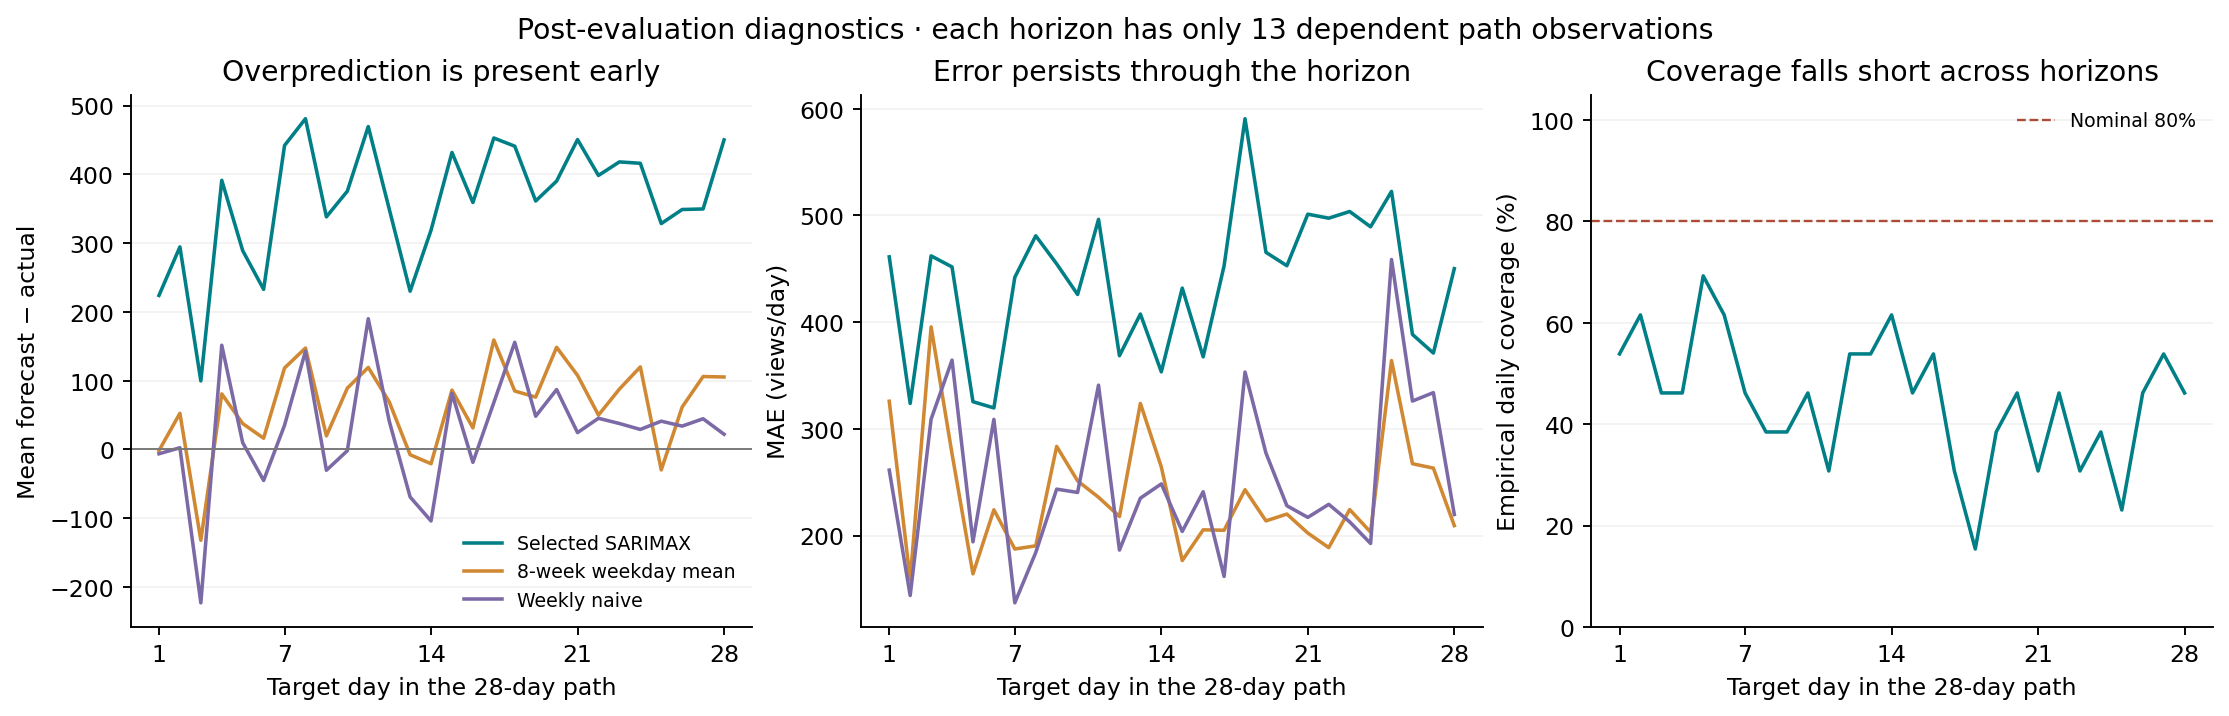 Post-evaluation diagnostics · each horizon has only 13 dependent path observations
Overprediction is present early
Mean forecast − actual
500
400
300
200
100
0
−100
−200
1
7
14
21
28
Target day in the 28-day path
Selected SARIMAX
8-week weekday mean
Weekly naive
Error persists through the horizon
MAE (views/day)
600
500
400
300
200
1
7
14
21
28
Target day in the 28-day path
Coverage falls short across horizons
Empirical daily coverage (%)
100
80
60
40
20
0
1
7
14
21
28
Target day in the 28-day path
Nominal 80%